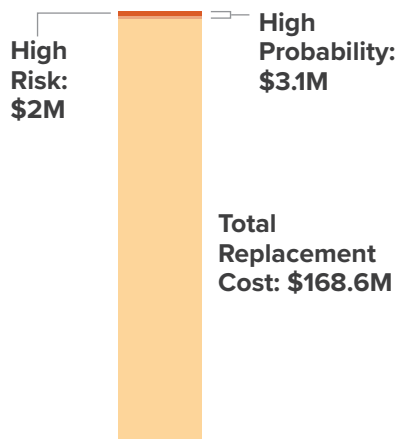 High
Risk:
$2M
High
Probability:
$3.1M
Total
Replacement
Cost: $168.6M